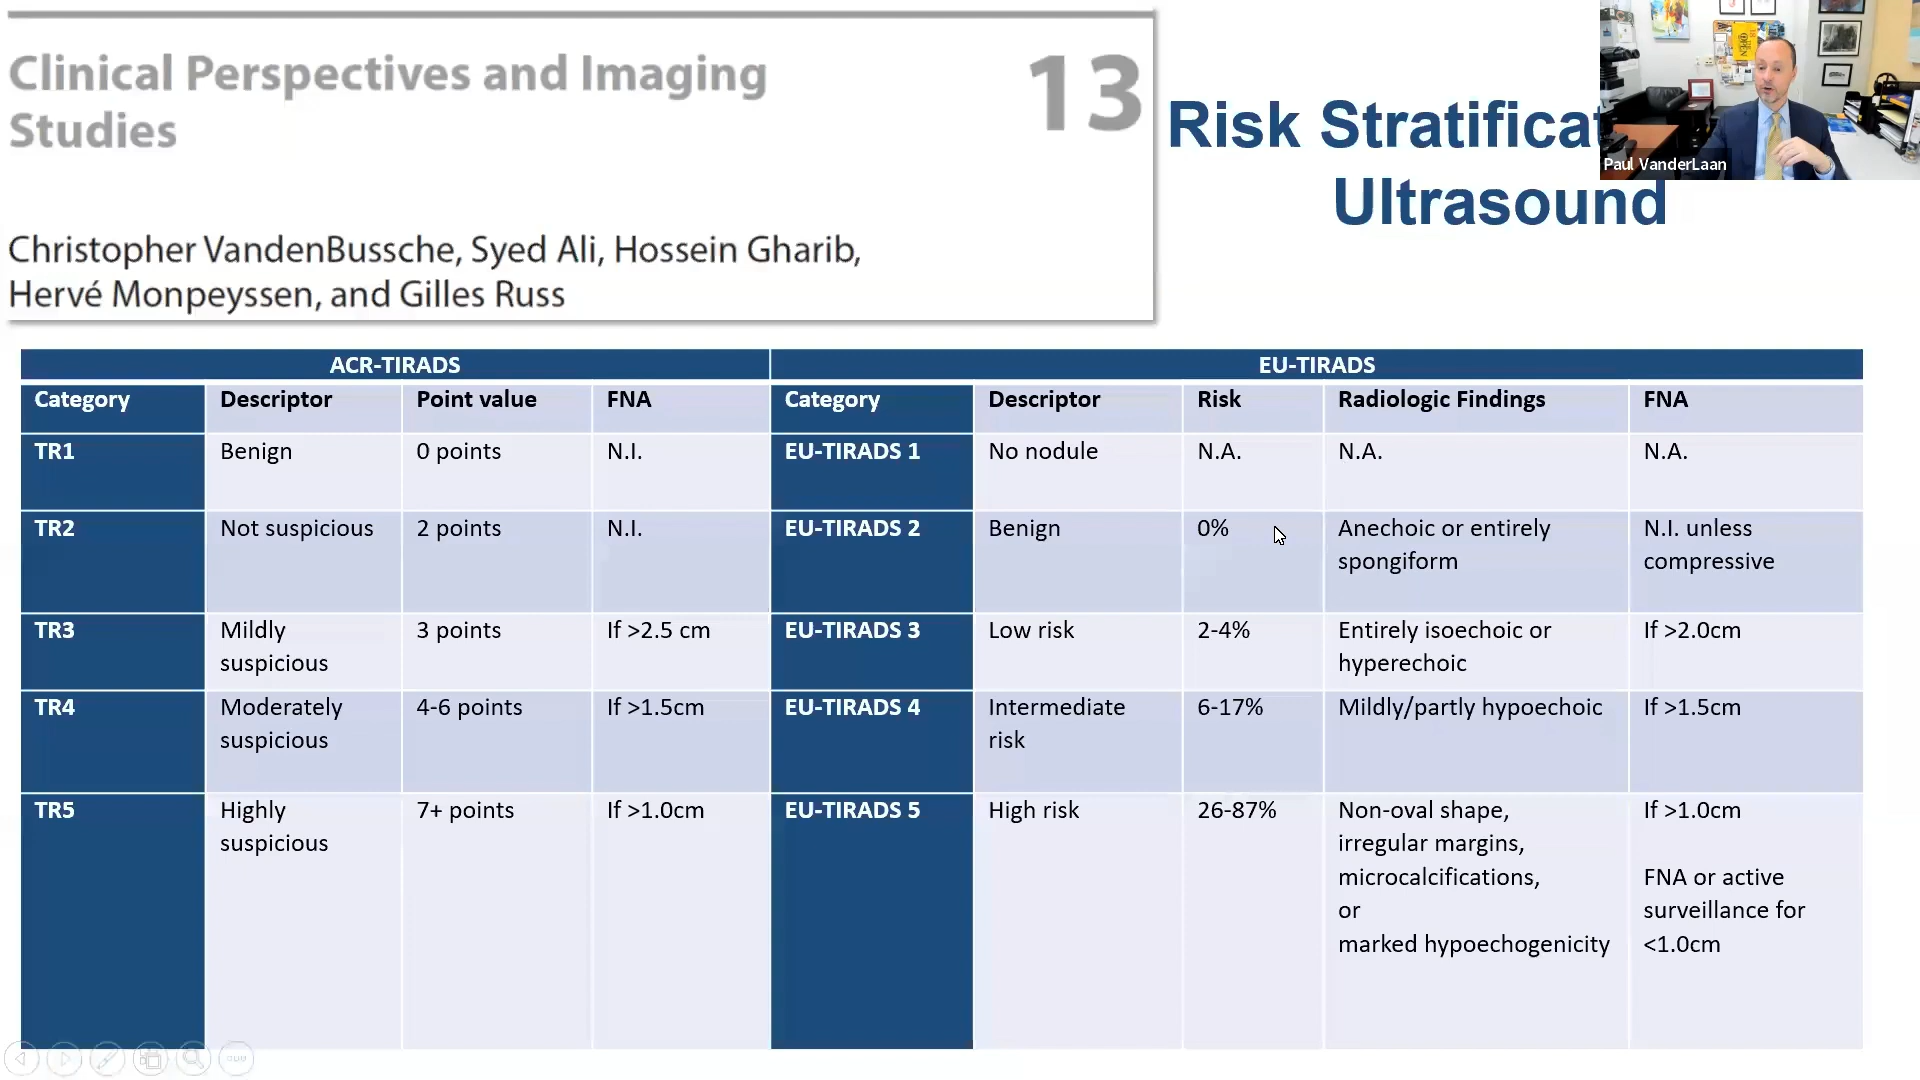 Clinical Perspectives and Imaging
Studies
13
Christopher VandenBussche, Syed Ali, Hossein Gharib,
Hervé Monpeyssen, and Gilles Russ
Risk Stratificat
Ultrasound
Paul VanderLaan
ACR-TIRADS EU-TIRADS
Category Descriptor Point value FNA Category Descriptor Risk Radiologic Findings FNA
TR1 Benign 0 points N.I. EU-TIRADS 1 No nodule N.A. N.A. N.A.
TR2 Not suspicious 2 points N.I. EU-TIRADS 2 Benign 0% Anechoic or entirely N.I. unless
spongiform compressive
TR3 Mildly 3 points If >2.5 cm EU-TIRADS 3 Low risk 2-4% Entirely isoechoic or If >2.0cm
suspicious hyperechoic
TR4 Moderately 4-6 points If >1.5cm EU-TIRADS 4 Intermediate 6-17% Mildly/partly hypoechoic If >1.5cm
suspicious risk
TR5 Highly 7+ points If >1.0cm EU-TIRADS 5 High risk 26-87% Non-oval shape, If >1.0cm
suspicious irregular margins,
microcalcifications, FNA or active
or surveillance for
marked hypoechogenicity <1.0cm